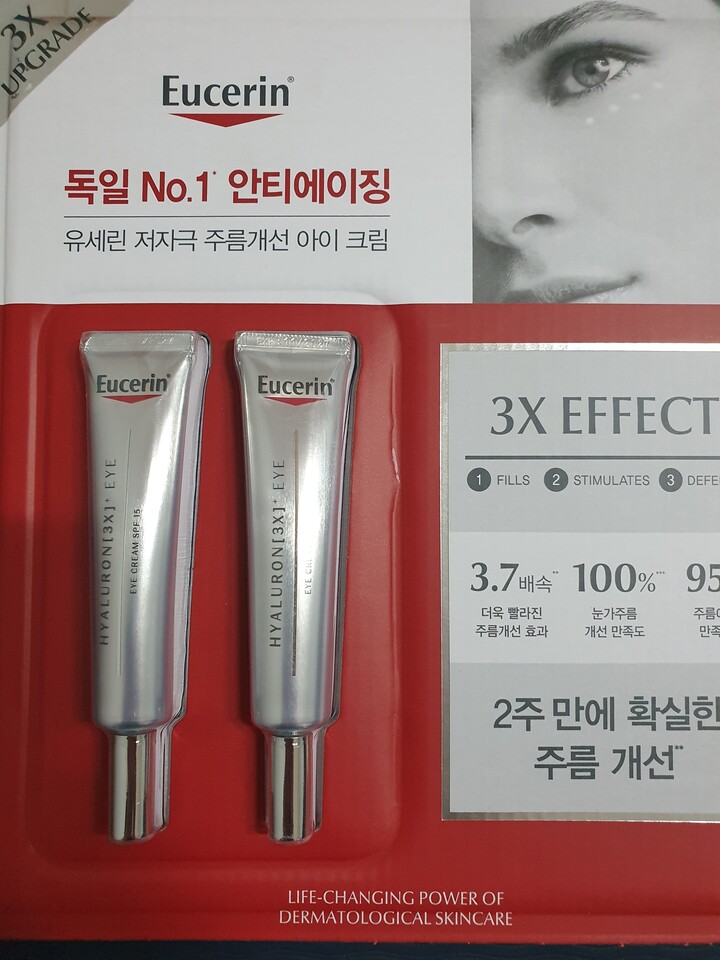 3X
UPGRADE
Eucerin®
독일 No.1* 안티에이징
유세린 저자극 주름개선 아이 크림
Eucerin®
HYALURON[3X]+ EYE
EYE CREAM SPF 15
Eucerin®
HYALURON[3X]+ EYE
EYE
3X EFFECT
1 FILLS 2 STIMULATES 3 DEFE
3.7배속** 100%*** 95
더욱 빨라진 눈가주름
주름개선 효과 개선 만족도
2주 만에 확실한
주름 개선**
LIFE-CHANGING POWER OF
DERMATOLOGICAL SKINCARE